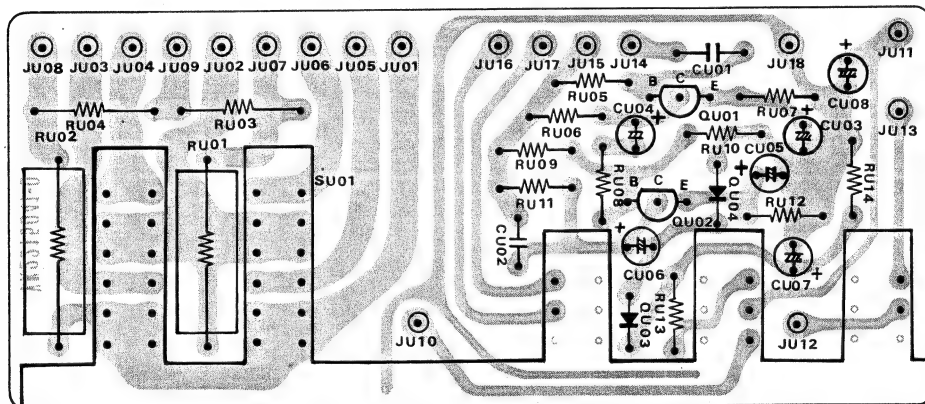 JU08 JU03 JU04 JU09 JU02 JU07 JU06 JU05 JU01 JU16 JU17 JU15 JU14 CU01 JU18 + JU11
RU04 RU03 RU05 B C E RU07 CU08
RU02 RU01 RU06 CU04 + QU01 + CU03 JU13
RU09 RU10 CU05
SU01 RU11 RU08 B C E QU04 + RU12 RU14
CU02 + QU02
CU06 CU07 +
JU10 QU03 RU13 JU12